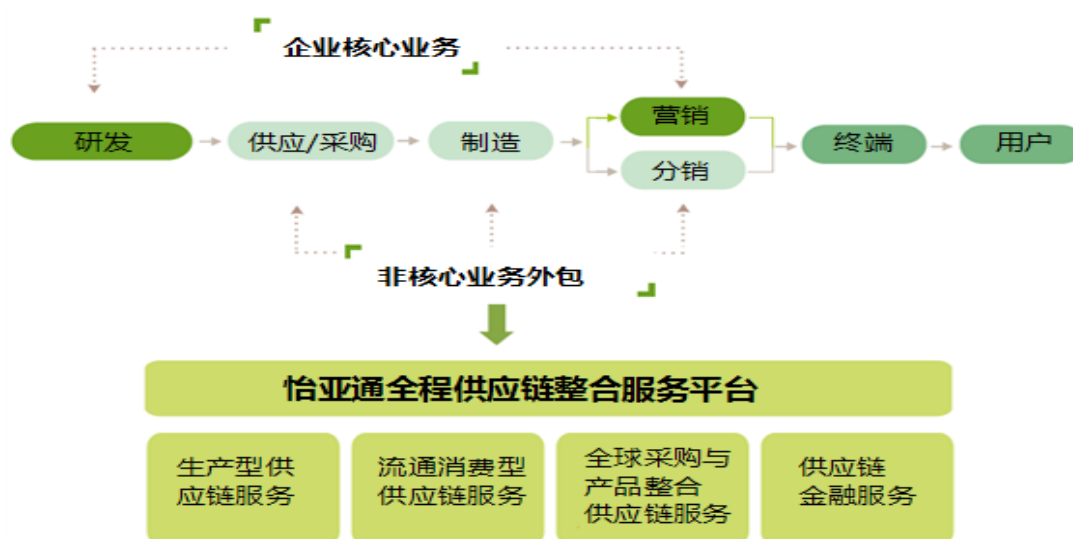 企业核心业务
研发
供应/采购
制造
营销
分销
终端
用户
非核心业务外包
怡亚通全程供应链整合服务平台
生产型供
应链服务
流通消费型
供应链服务
全球采购与
产品整合
供应链服务
供应链
金融服务